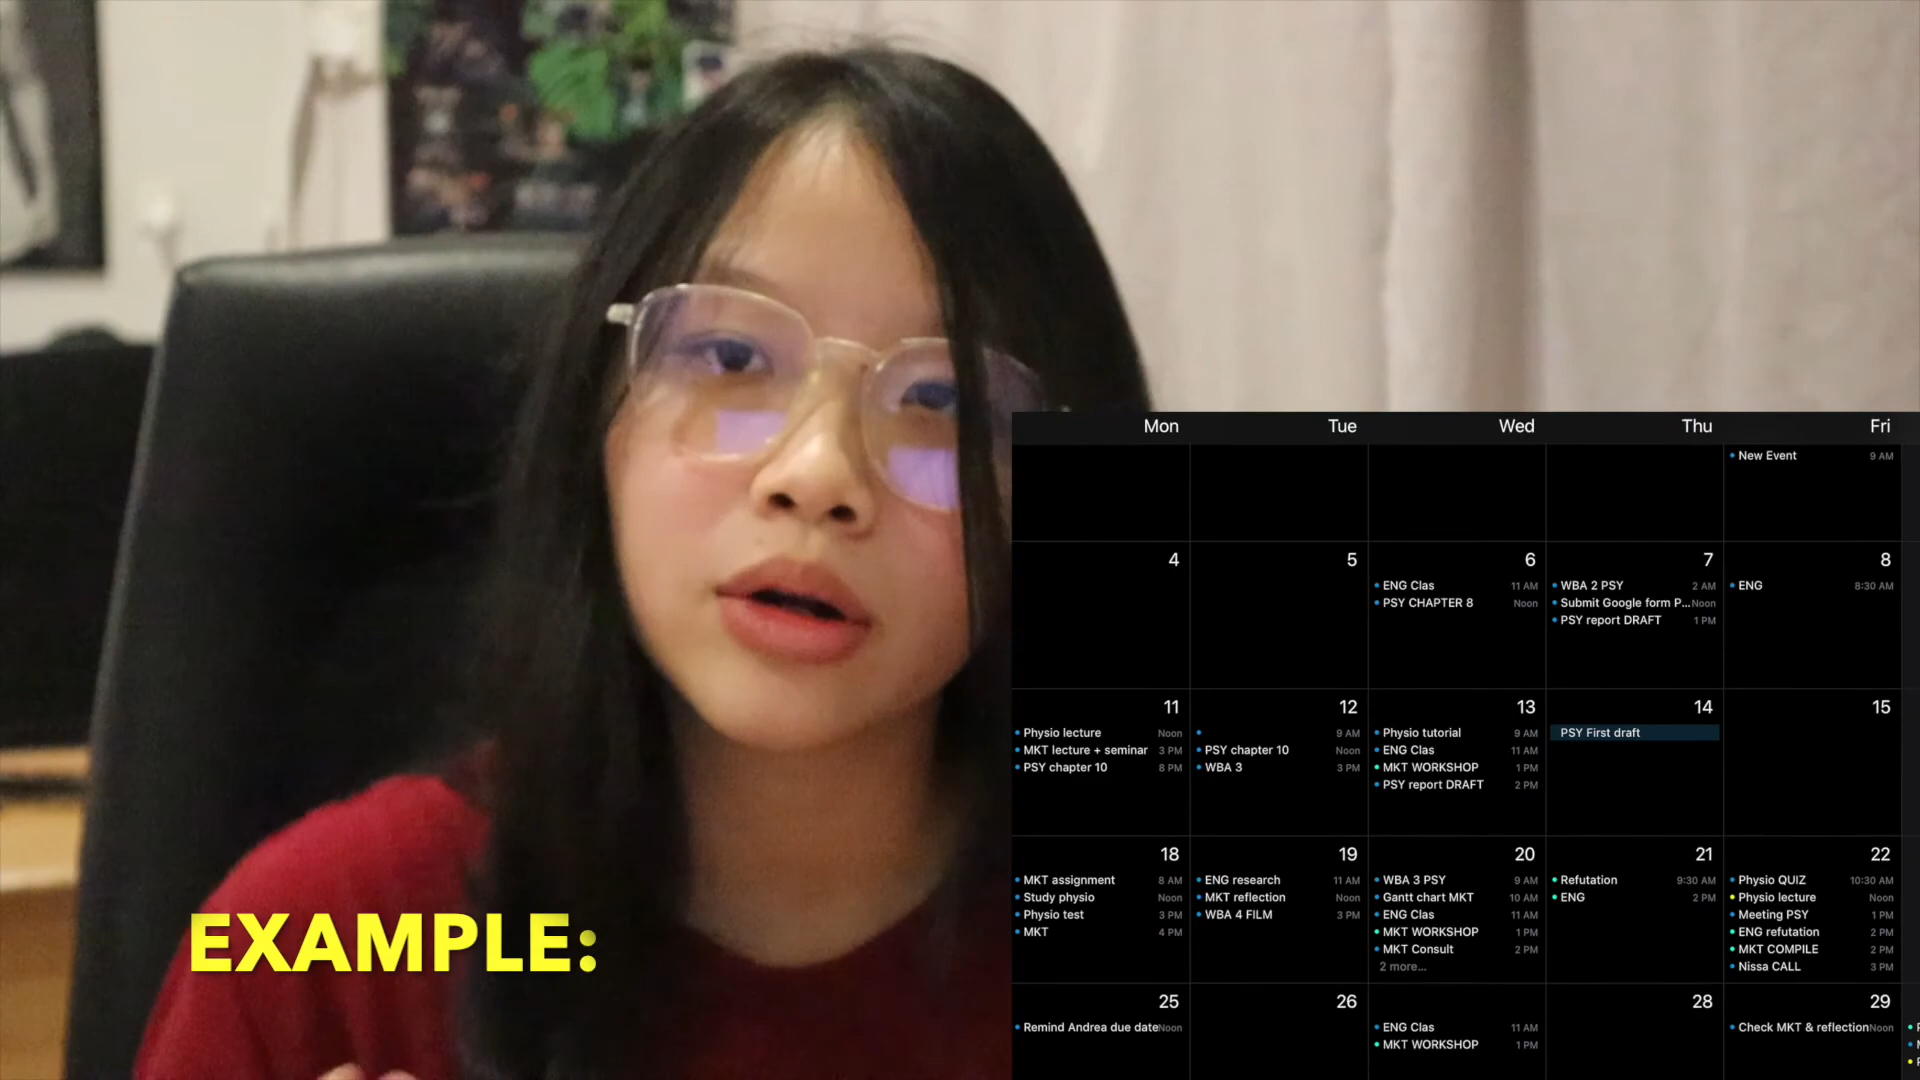 Mon Tue Wed Thu Fri
New Event 9 AM
4 5 6 7 8
ENG Clas 11 AM
PSY CHAPTER 8 Noon
WBA 2 PSY 2 AM
Submit Google form P... Noon
PSY report DRAFT 1 PM
ENG 8:30 AM
11 12 13 14 15
Physio lecture Noon
MKT lecture + seminar 3 PM
PSY chapter 10 8 PM
9 AM
PSY chapter 10 Noon
WBA 3 3 PM
Physio tutorial 9 AM
ENG Clas 11 AM
MKT WORKSHOP 1 PM
PSY report DRAFT 2 PM
PSY First draft
18 19 20 21 22
MKT assignment 8 AM
Study physio Noon
Physio test 3 PM
MKT 4 PM
ENG research 11 AM
MKT reflection Noon
WBA 4 FILM 3 PM
WBA 3 PSY 9 AM
Gantt chart MKT 10 AM
ENG Clas 11 AM
MKT WORKSHOP 1 PM
MKT Consult 2 PM
2 more...
Refutation 9:30 AM
ENG 2 PM
Physio QUIZ 10:30 AM
Physio lecture Noon
Meeting PSY 1 PM
ENG refutation 2 PM
MKT COMPILE 2 PM
Nissa CALL 3 PM
EXAMPLE:
25 26 28 29
Remind Andrea due date Noon
ENG Clas 11 AM
MKT WORKSHOP 1 PM
Check MKT & reflection Noon